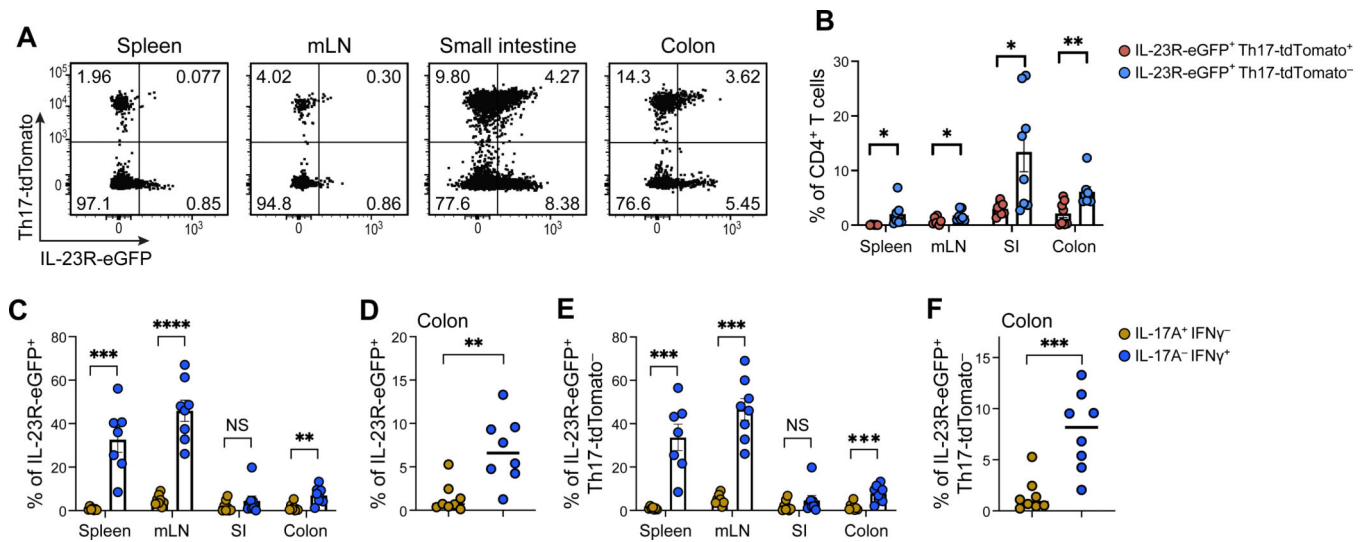 A
Spleen
mLN
Small intestine
Colon
Th17-tdTomato
10⁵
10⁴
10³
0
1.96
0.077
97.1
0.85
4.02
0.30
94.8
0.86
9.80
4.27
77.6
8.38
14.3
3.62
76.6
5.45
0
10³
0
10³
0
10³
0
10³
IL-23R-eGFP
B
IL-23R-eGFP⁺ Th17-tdTomato⁺
IL-23R-eGFP⁺ Th17-tdTomato⁻
% of CD4⁺ T cells
30
20
10
0
*
*
*
**
Spleen
mLN
SI
Colon
C
% of IL-23R-eGFP⁺
80
60
40
20
0
***
****
NS
**
Spleen
mLN
SI
Colon
D
Colon
% of IL-23R-eGFP⁺
20
15
10
5
0
**
E
% of IL-23R-eGFP⁺
Th17-tdTomato⁻
80
60
40
20
0
***
***
NS
***
Spleen
mLN
SI
Colon
F
Colon
% of IL-23R-eGFP⁺
Th17-tdTomato⁻
15
10
5
0
***
IL-17A⁺ IFNγ⁻
IL-17A⁻ IFNγ⁺